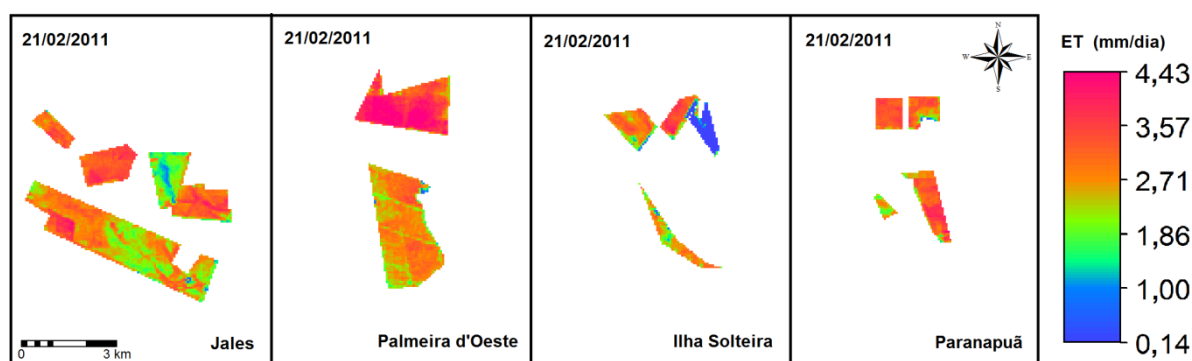 21/02/2011
21/02/2011
21/02/2011
21/02/2011
N
W
E
S
ET (mm/dia)
4,43
3,57
2,71
1,86
1,00
0,14
0
3 km
Jales
Palmeira d'Oeste
Ilha Solteira
Paranapuã